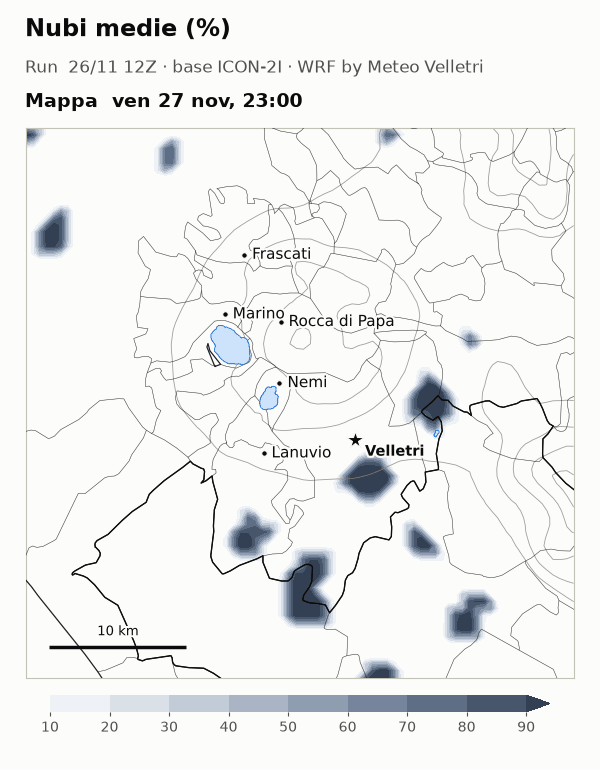 Nubi medie (%)
Run  26/11 12Z · base ICON-2I · WRF by Meteo Velletri
Mappa  ven 27 nov, 23:00
Frascati
Marino
Rocca di Papa
Nemi
Velletri
Lanuvio
10 km
10 20 30 40 50 60 70 80 90